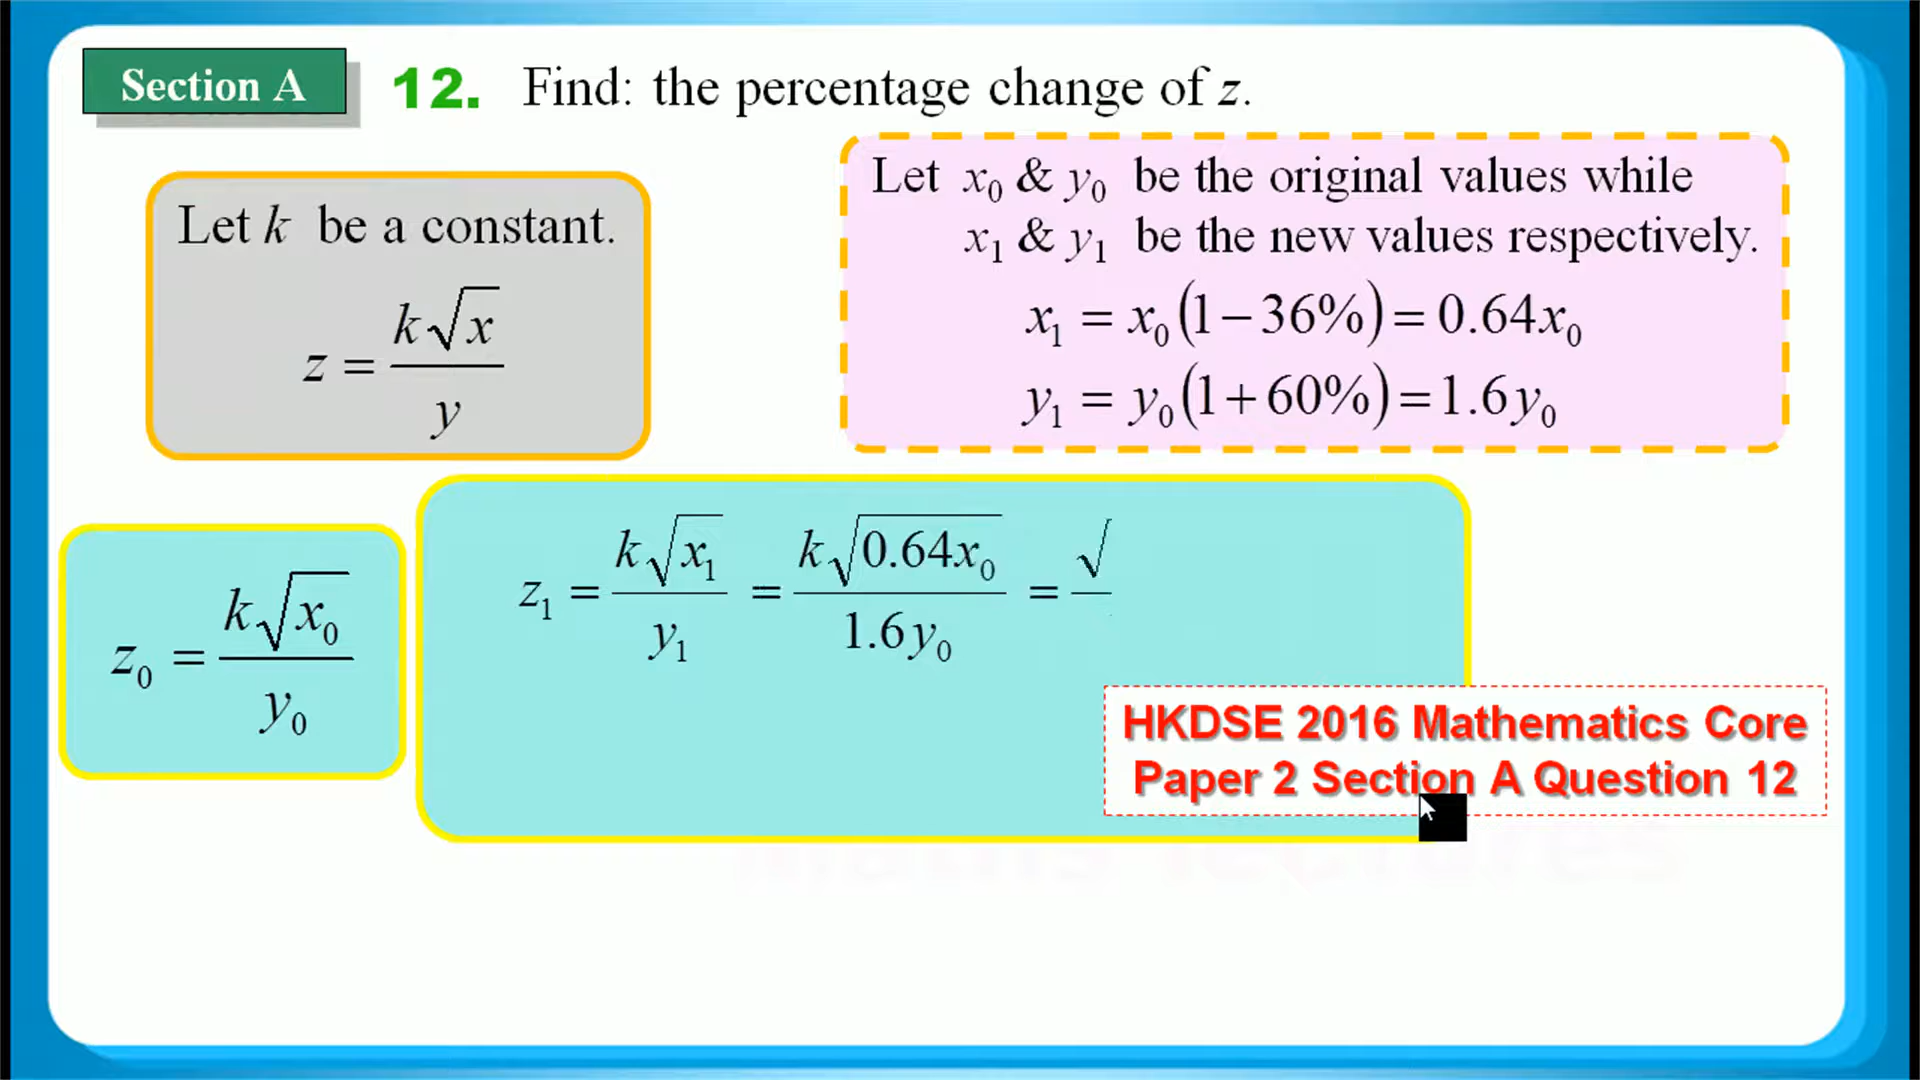 Section A
12. Find: the percentage change of z.
Let k be a constant.
z = k√x / y
Let x₀ & y₀ be the original values while
x₁ & y₁ be the new values respectively.
x₁ = x₀(1 − 36%) = 0.64x₀
y₁ = y₀(1 + 60%) = 1.6y₀
z₀ = k√x₀ / y₀
z₁ = k√x₁ / y₁ = k√0.64x₀ / 1.6y₀ = √
HKDSE 2016 Mathematics Core
Paper 2 Section A Question 12